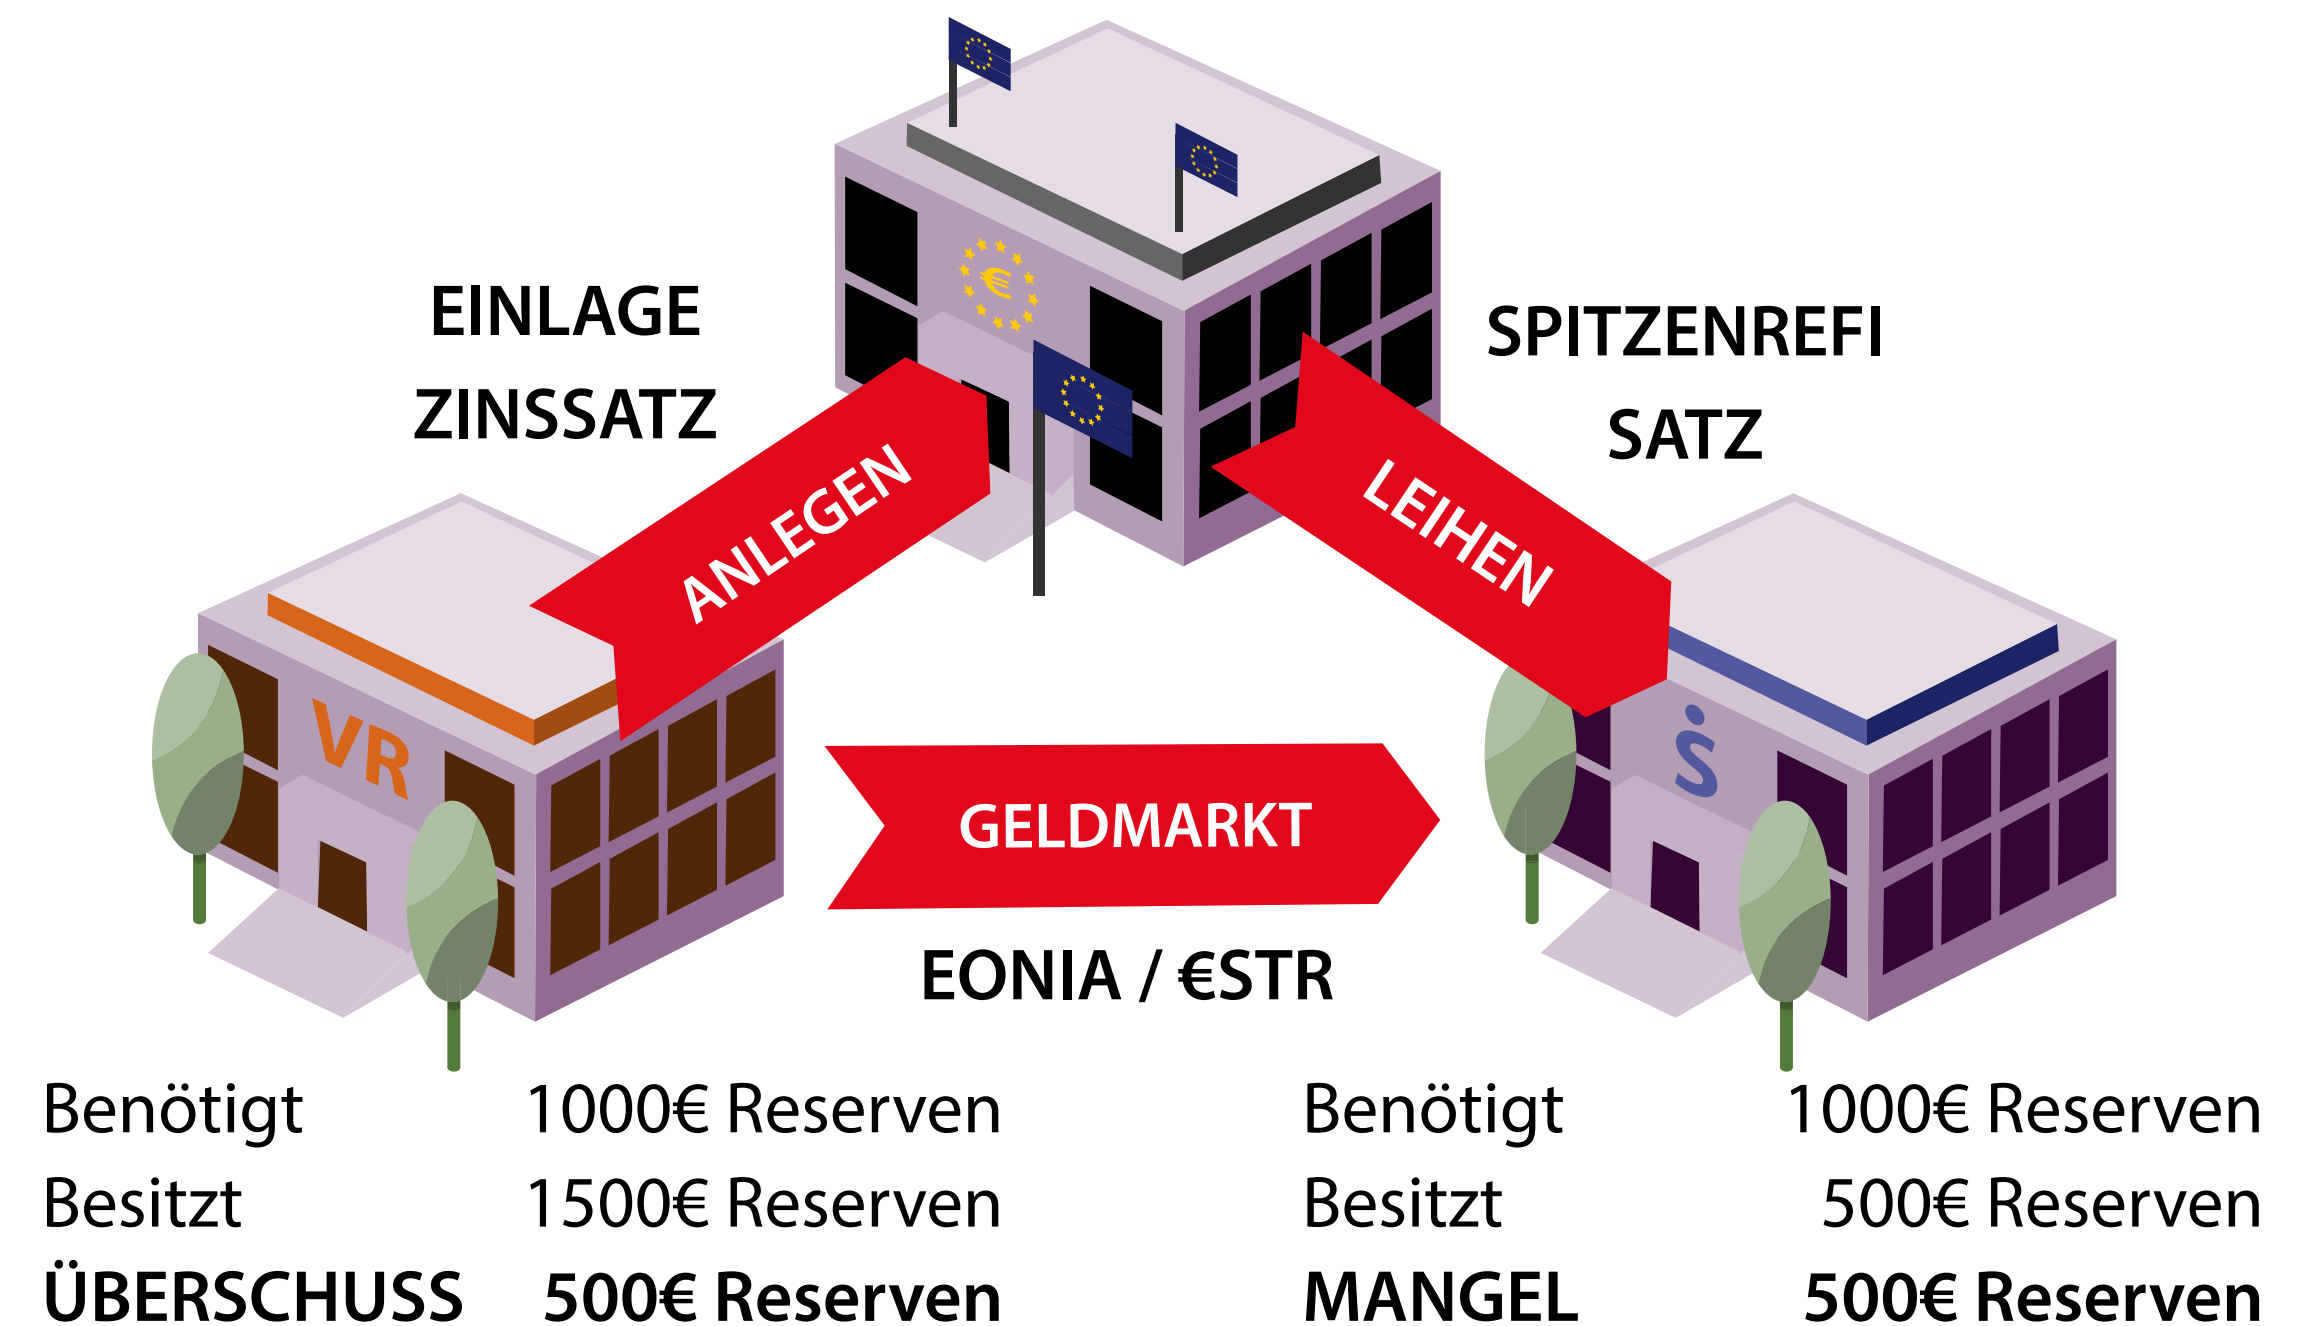 EINLAGE
ZINSSATZ
SPITZENREFI
SATZ
€
ANLEGEN
LEIHEN
VR
GELDMARKT
EONIA / €STR
Benötigt 1000€ Reserven
Besitzt 1500€ Reserven
ÜBERSCHUSS 500€ Reserven
Benötigt 1000€ Reserven
Besitzt 500€ Reserven
MANGEL 500€ Reserven